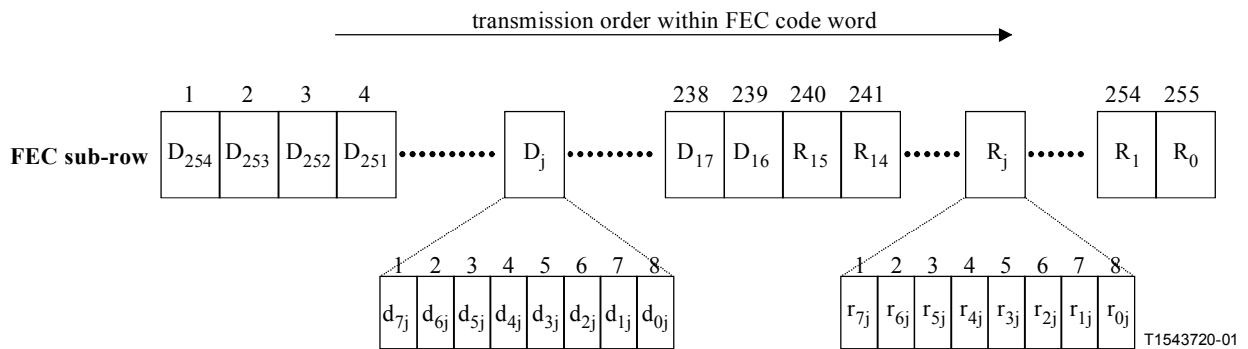 transmission order within FEC code word
1 2 3 4 238 239 240 241 254 255
FEC sub-row D254 D253 D252 D251 Dj D17 D16 R15 R14 Rj R1 R0
1 2 3 4 5 6 7 8 1 2 3 4 5 6 7 8
d7j d6j d5j d4j d3j d2j d1j d0j r7j r6j r5j r4j r3j r2j r1j r0j
T1543720-01